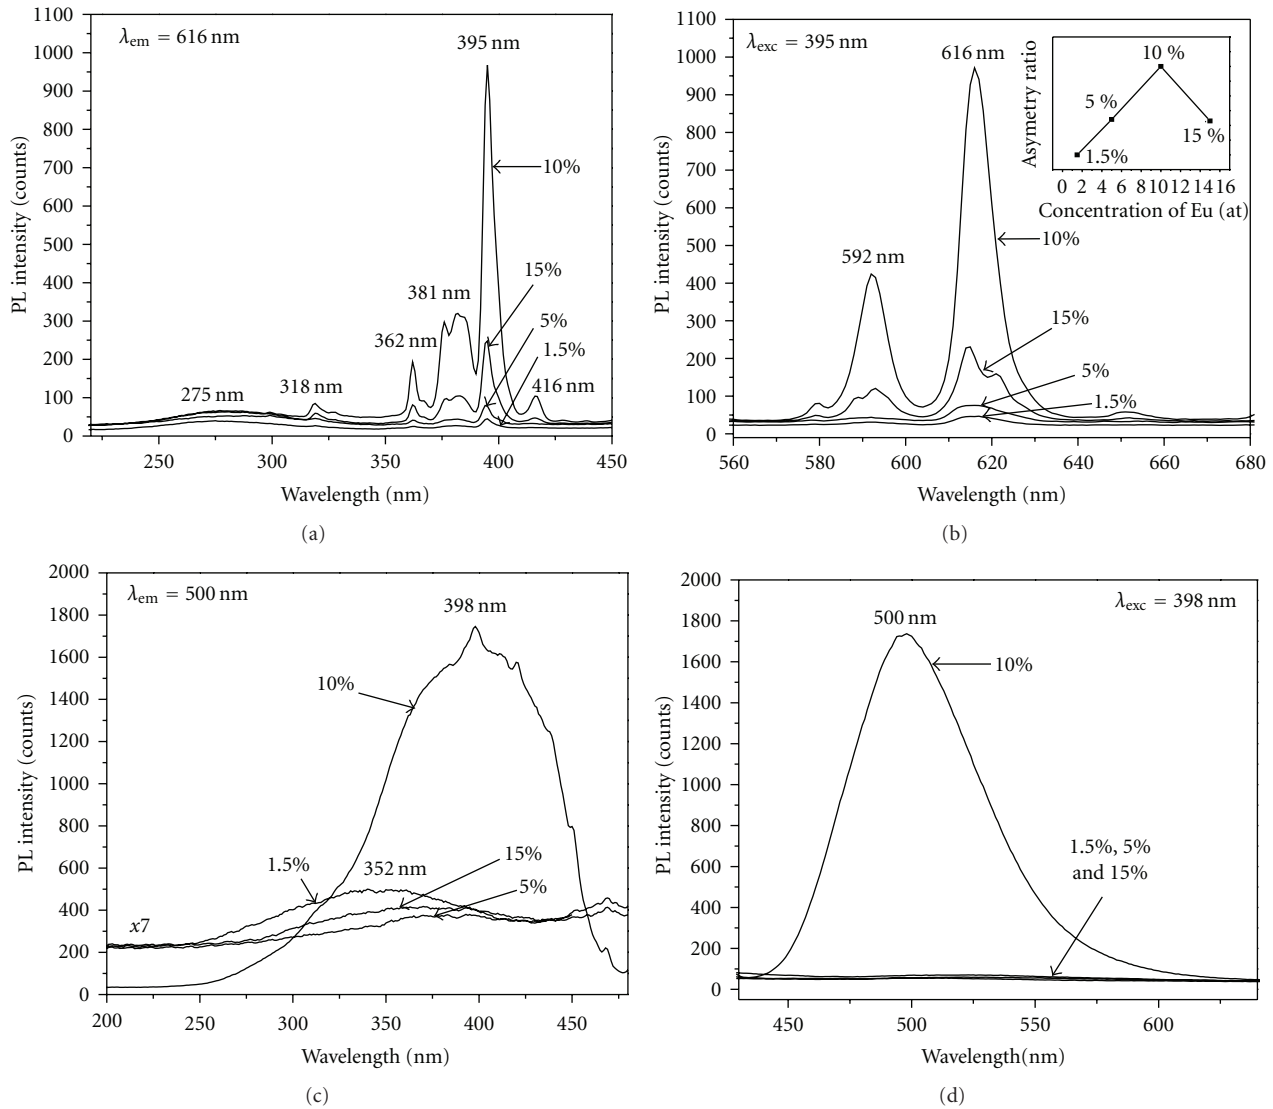 λem = 616 nm
395 nm
10%
15%
381 nm
5%
362 nm
1.5%
275 nm
318 nm
416 nm
PL intensity (counts)
1100
1000
900
800
700
600
500
400
300
200
100
0
250 300 350 400 450
Wavelength (nm)
(a)
λexc = 395 nm
616 nm
592 nm
10%
15%
5%
1.5%
Asymetry ratio
10 %
5 %
15 %
1.5%
0 2 4 6 8 10 12 14 16
Concentration of Eu (at)
PL intensity (counts)
1100
1000
900
800
700
600
500
400
300
200
100
0
560 580 600 620 640 660 680
Wavelength (nm)
(b)
λem = 500 nm
398 nm
10%
1.5%
352 nm
15%
5%
x7
PL intensity (counts)
2000
1800
1600
1400
1200
1000
800
600
400
200
0
200 250 300 350 400 450
Wavelength (nm)
(c)
λexc = 398 nm
500 nm
10%
1.5%, 5%
and 15%
PL intensity (counts)
2000
1800
1600
1400
1200
1000
800
600
400
200
0
450 500 550 600
Wavelength(nm)
(d)